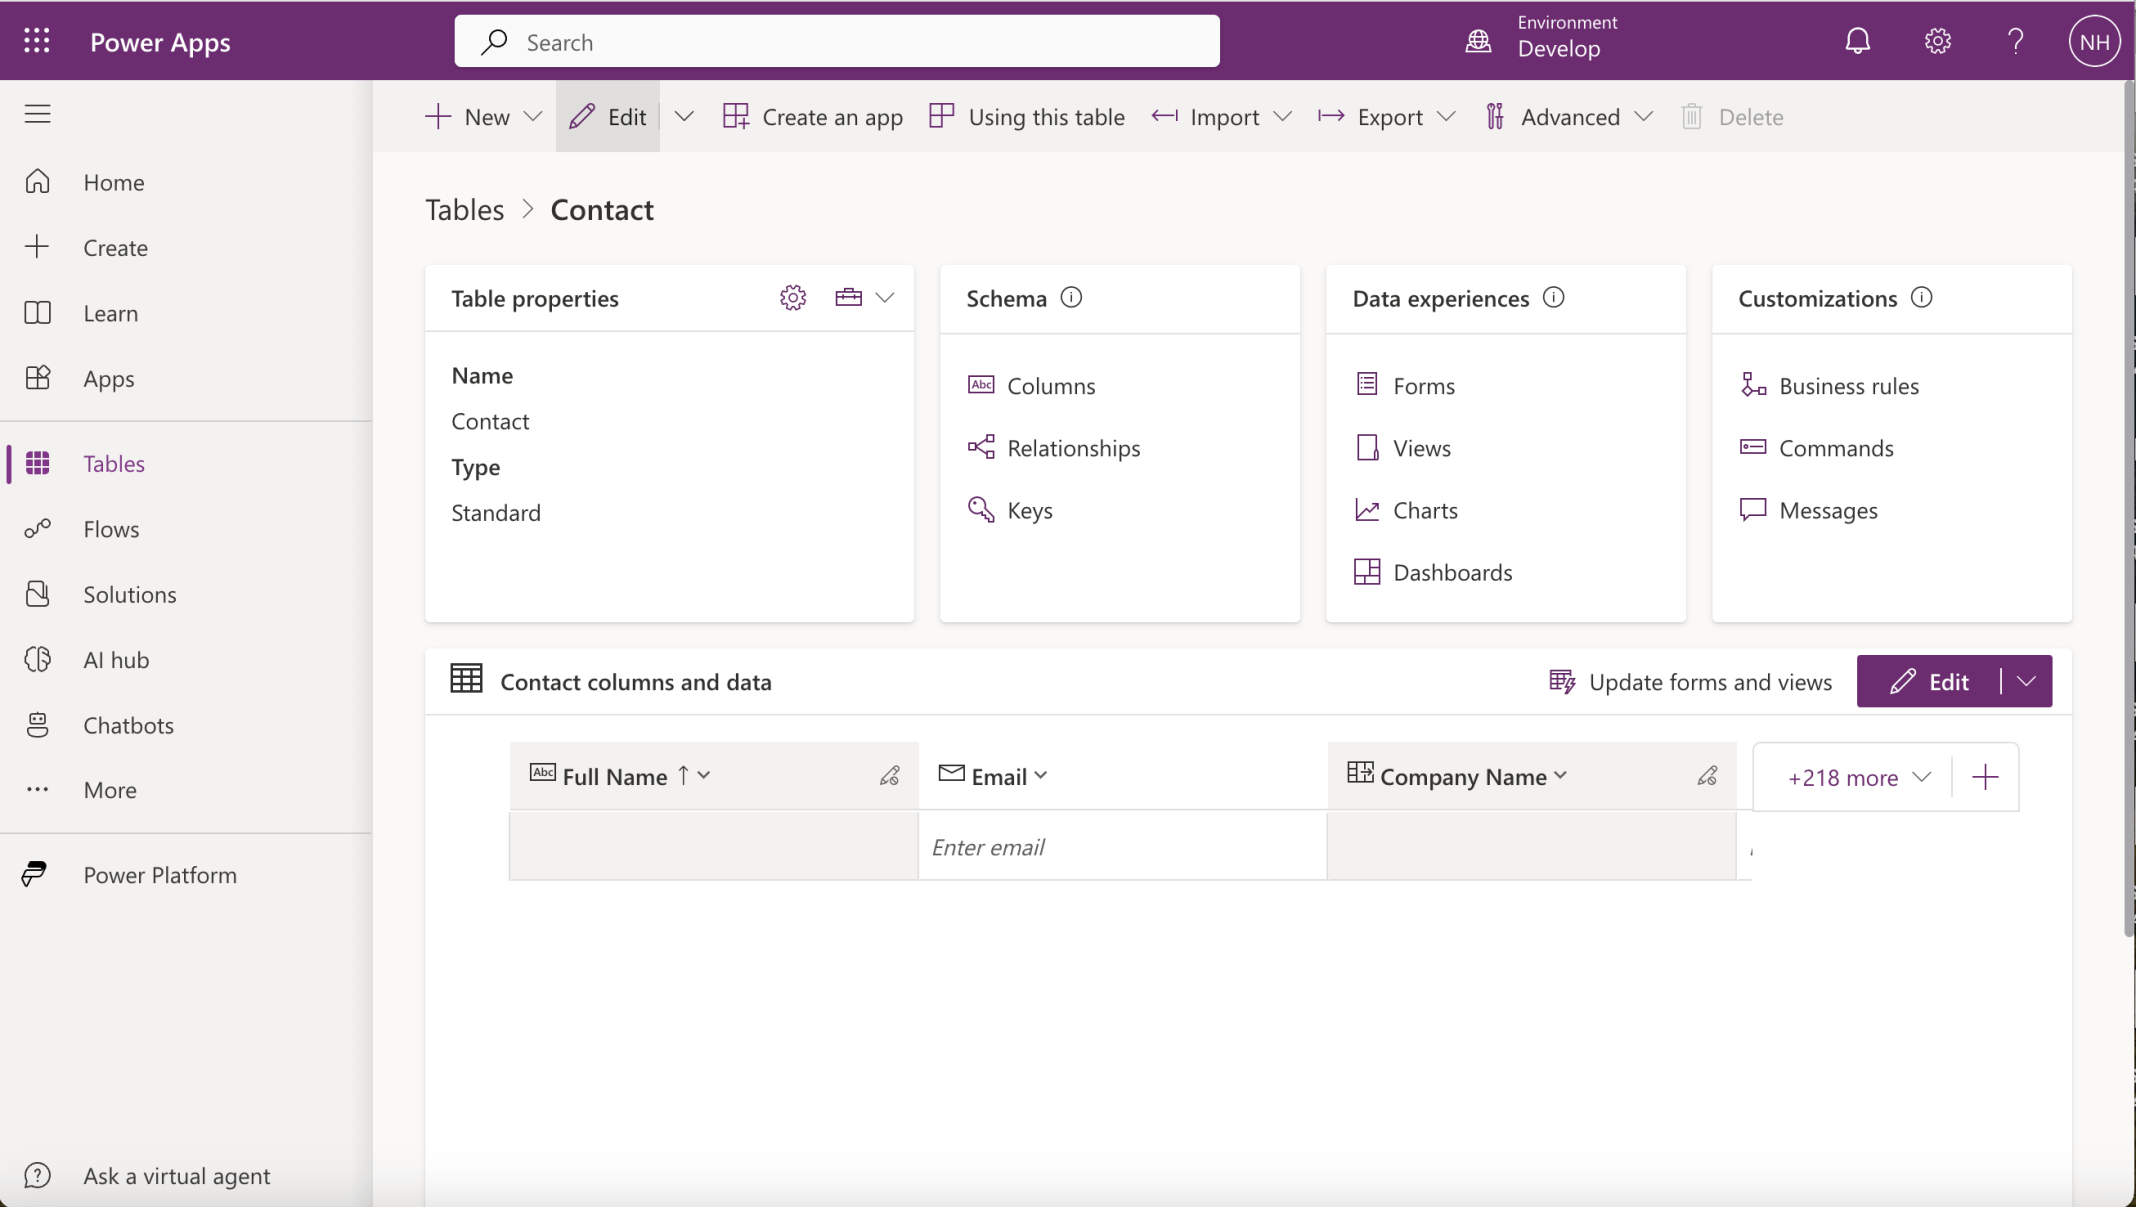 Power Apps
Search
Environment
Develop
NH
New
Edit
Create an app
Using this table
Import
Export
Advanced
Delete
Home
Create
Learn
Apps
Tables
Flows
Solutions
AI hub
Chatbots
More
Power Platform
Ask a virtual agent
Tables > Contact
Table properties
Name
Contact
Type
Standard
Schema
Columns
Relationships
Keys
Data experiences
Forms
Views
Charts
Dashboards
Customizations
Business rules
Commands
Messages
Contact columns and data
Update forms and views
Edit
Abc Full Name ↑
Email
Company Name
+218 more
Enter email